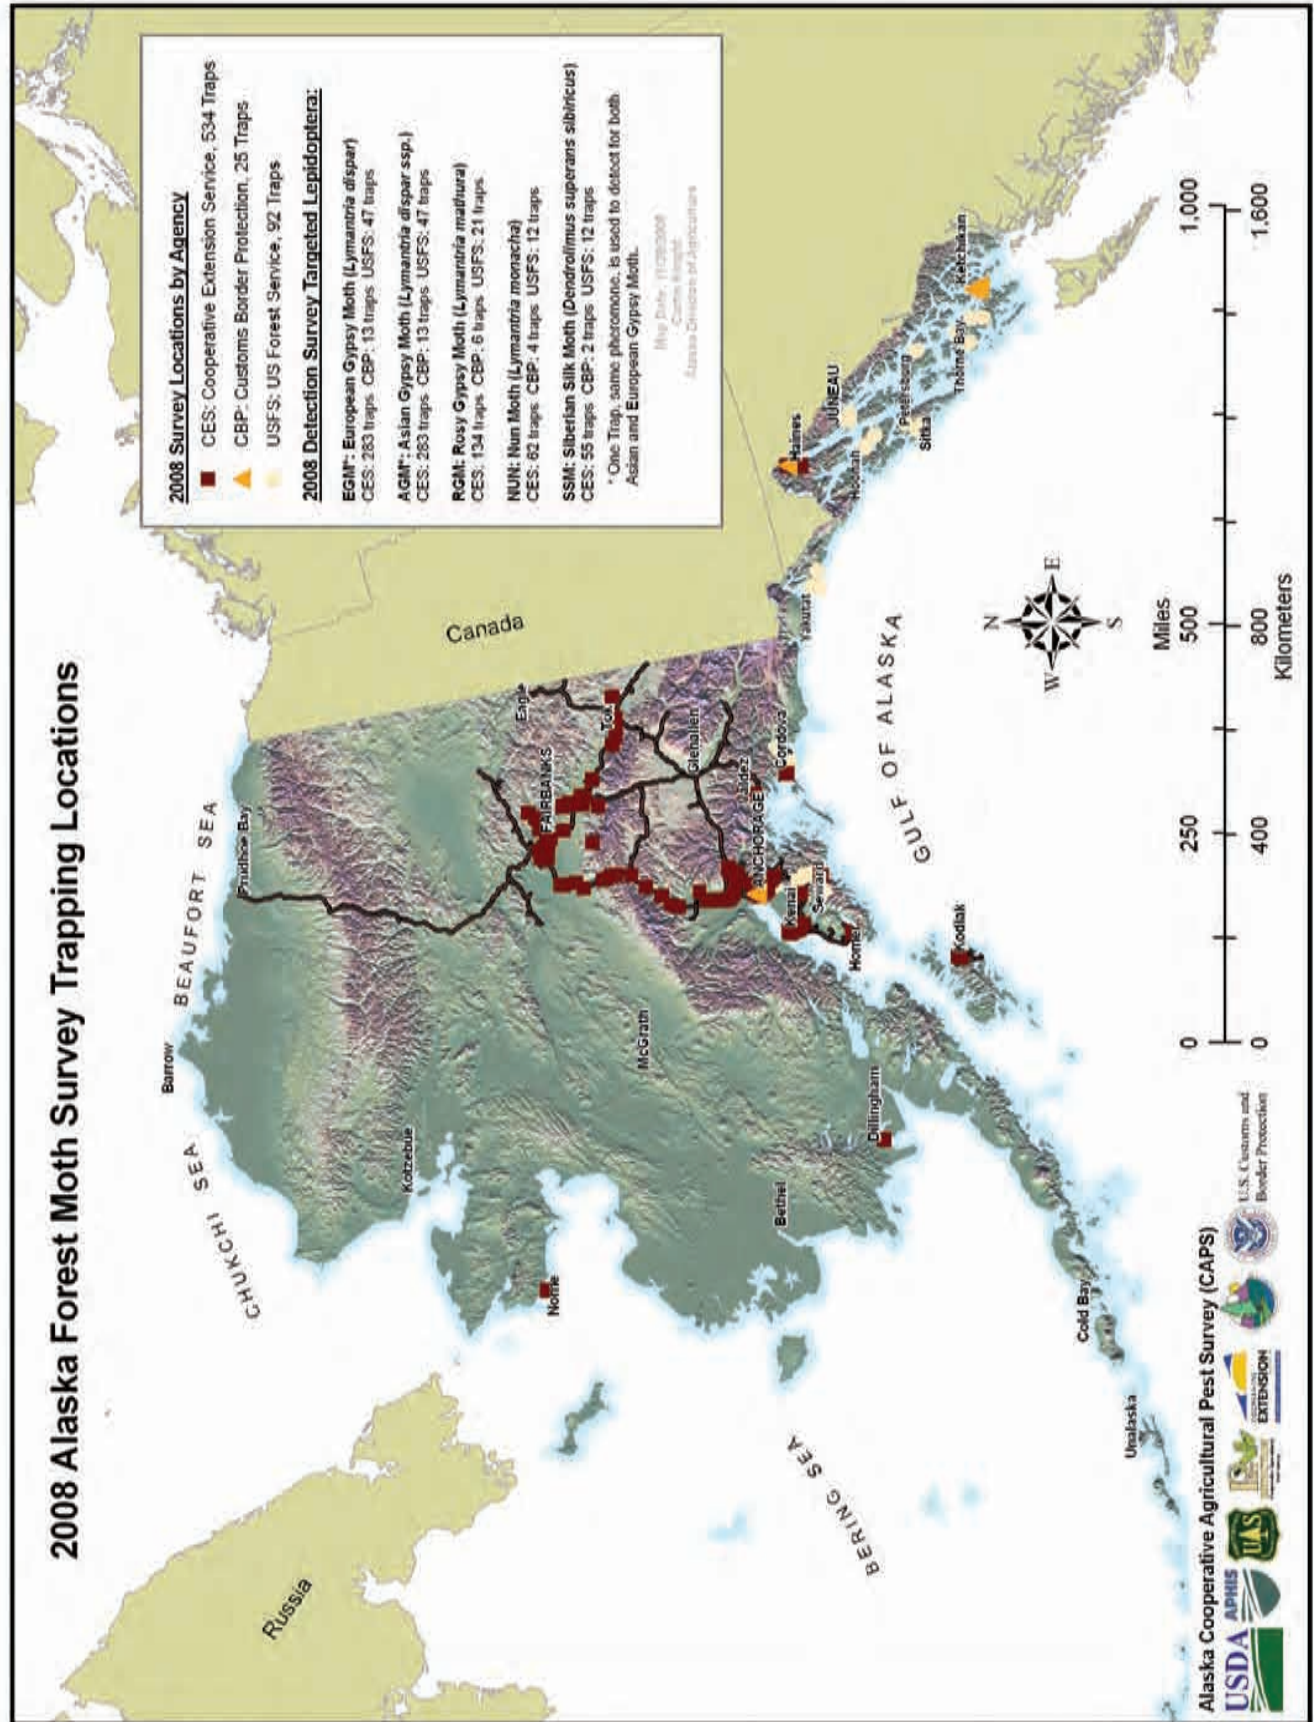 2008 Alaska Forest Moth Survey Trapping Locations
2008 Survey Locations by Agency
CES: Cooperative Extension Service, 534 Traps
CBP: Customs Border Protection, 25 Traps
USFS: US Forest Service, 92 Traps
2008 Detection Survey Targeted Lepidoptera:
EGM*: European Gypsy Moth (Lymantria dispar)
CES: 283 traps CBP: 13 traps USFS: 47 traps
AGM*: Asian Gypsy Moth (Lymantria dispar ssp.)
CES: 283 traps CBP: 13 traps USFS: 47 traps
RGM: Rosy Gypsy Moth (Lymantria mathura)
CES: 134 traps CBP: 6 traps USFS: 21 traps
NUN: Nun Moth (Lymantria monacha)
CES: 62 traps CBP: 4 traps USFS: 12 traps
SSM: Siberian Silk Moth (Dendrolimus superans sibiricus)
CES: 55 traps CBP: 2 traps USFS: 12 traps
* One Trap, same pheromone, is used to detect for both
Asian and European Gypsy Moth.
Alaska Division of Agriculture
Russia
Canada
CHUKCHI SEA
BEAUFORT SEA
BERING SEA
GULF OF ALASKA
Barrow
Prudhoe Bay
Kotzebue
Nome
Eagle
FAIRBANKS
Tok
McGrath
Glenallen
Valdez
Cordova
ANCHORAGE
Kenai
Seward
Homer
Kodiak
Bethel
Dillingham
Cold Bay
Unalaska
Yakutat
Haines
JUNEAU
Hoonah
Sitka
Petersburg
Thorne Bay
Ketchikan
N
W
E
S
0 250 500 1,000
Miles
0 400 800 1,600
Kilometers
Alaska Cooperative Agricultural Pest Survey (CAPS)
USDA
APHIS
UAS
EXTENSION
U.S. Customs and
Border Protection